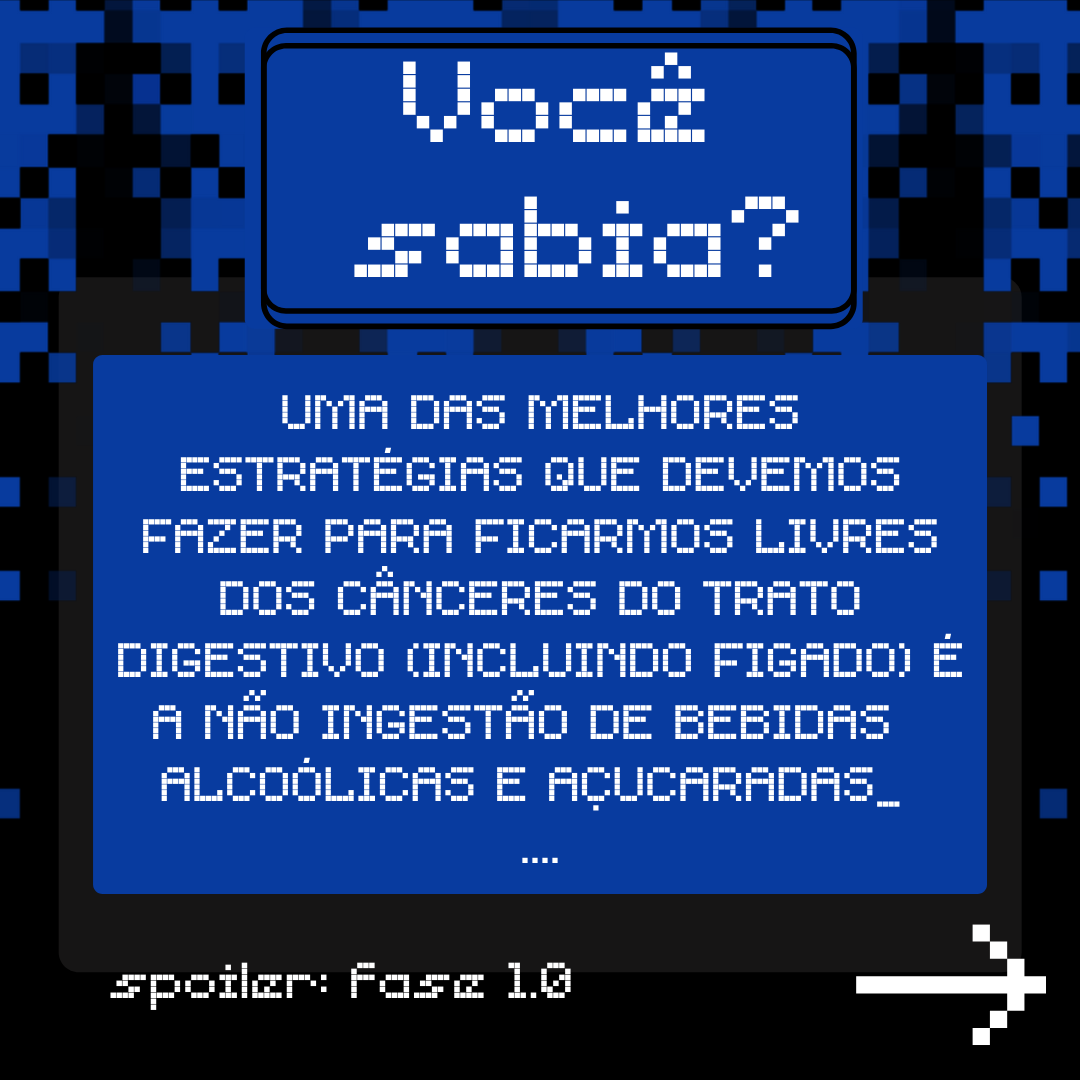 Você
sabia?
UMA DAS MELHORES
ESTRATÉGIAS QUE DEVEMOS
FAZER PARA FICARMOS LIVRES
DOS CÂNCERES DO TRATO
DIGESTIVO (INCLUINDO FIGADO) É
A NÃO INGESTÃO DE BEBIDAS
ALCOÓLICAS E AÇUCARADAS_
....
spoiler: fase 1.0